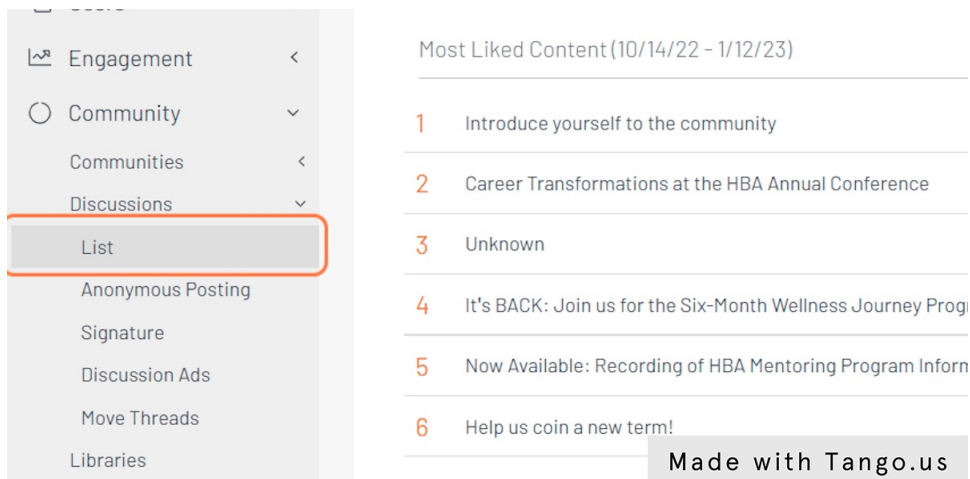 Engagement
Community
Communities
Discussions
List
Anonymous Posting
Signature
Discussion Ads
Move Threads
Libraries
Most Liked Content (10/14/22 - 1/12/23)
1 Introduce yourself to the community
2 Career Transformations at the HBA Annual Conference
3 Unknown
4 It's BACK: Join us for the Six-Month Wellness Journey
5 Now Available: Recording of HBA Mentoring Program
6 Help us coin a new term!
Made with Tango.us